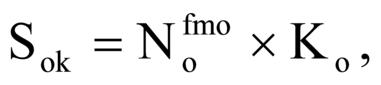 S_ok = N_o^fmo × K_o,